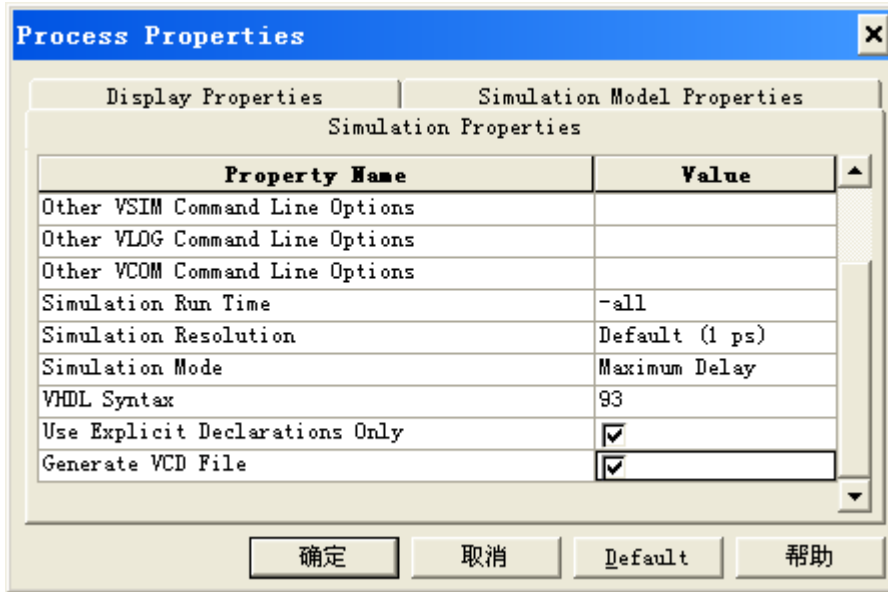 Process Properties
Display Properties
Simulation Model Properties
Simulation Properties
Property Name Value
Other VSIM Command Line Options
Other VLOG Command Line Options
Other VCOM Command Line Options
Simulation Run Time -all
Simulation Resolution Default (1 ps)
Simulation Mode Maximum Delay
VHDL Syntax 93
Use Explicit Declarations Only
Generate VCD File
确定 取消 Default 帮助